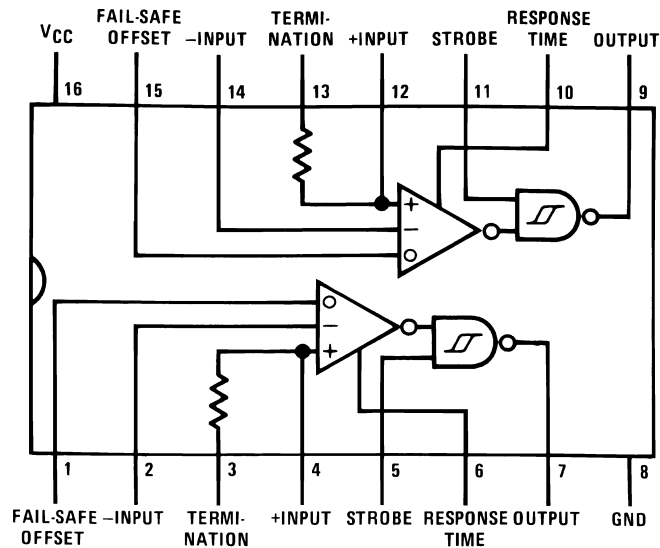 VCC
FAIL-SAFE
OFFSET
–INPUT
TERMI-
NATION
+INPUT
STROBE
RESPONSE
TIME
OUTPUT
16
15
14
13
12
11
10
9
+
–
O
O
–
+
1
2
3
4
5
6
7
8
FAIL-SAFE
OFFSET
–INPUT
TERMI-
NATION
+INPUT
STROBE
RESPONSE
TIME
OUTPUT
GND